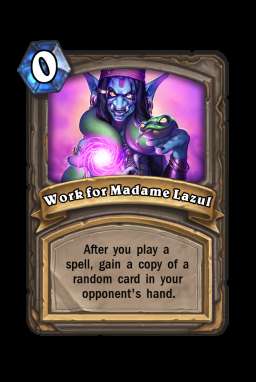 0
Work for Madame Lazul
After you play a
spell, gain a copy of a
random card in your
opponent's hand.